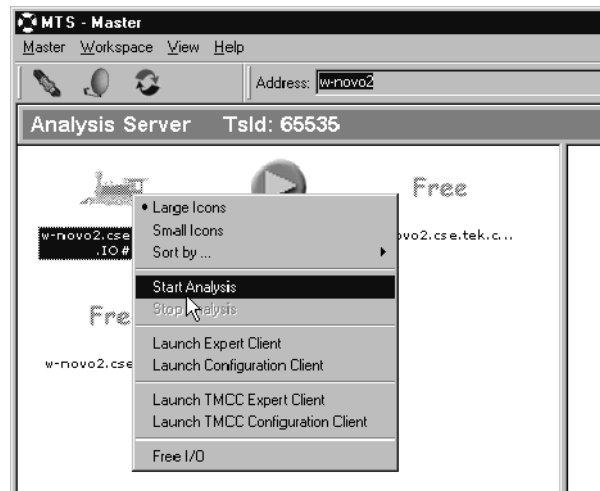 MTS - Master
Master Workspace View Help
Address: w-novo2
Analysis Server TsId: 65535
Free
w-novo2.cse
.IO#
ovo2.cse.tek.c...
Large Icons
Small Icons
Sort by ...
Start Analysis
Stop Analysis
Launch Expert Client
Launch Configuration Client
Launch TMCC Expert Client
Launch TMCC Configuration Client
Free I/O
Fre
w-novo2.cse